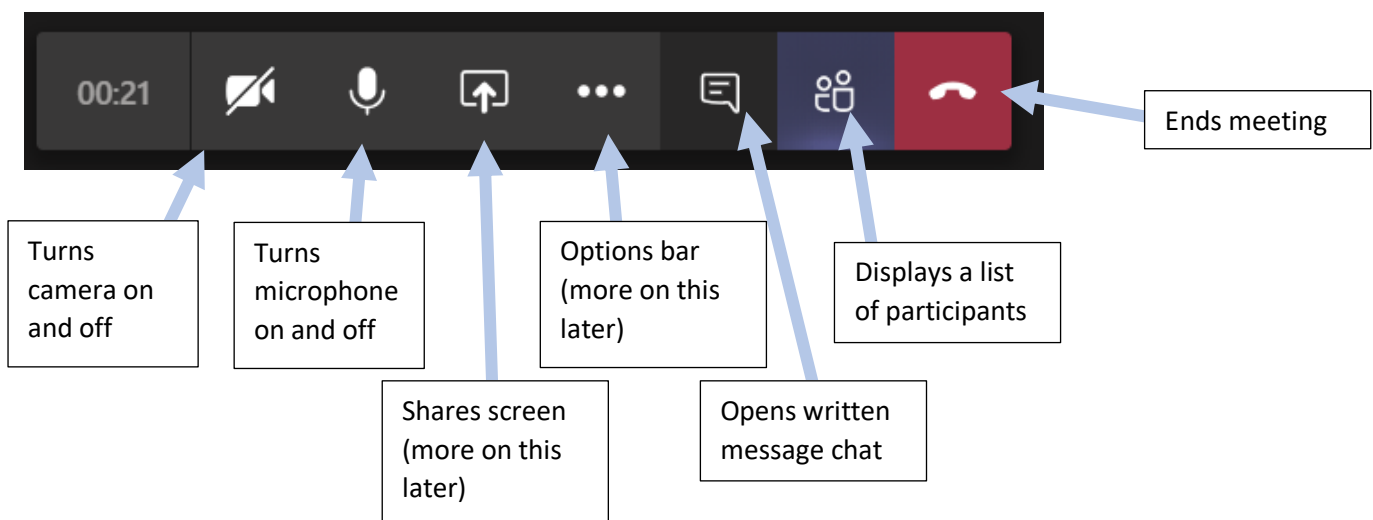 00:21
Ends meeting
Turns
camera on
and off
Turns
microphone
on and off
Options bar
(more on this
later)
Displays a list
of participants
Shares screen
(more on this
later)
Opens written
message chat